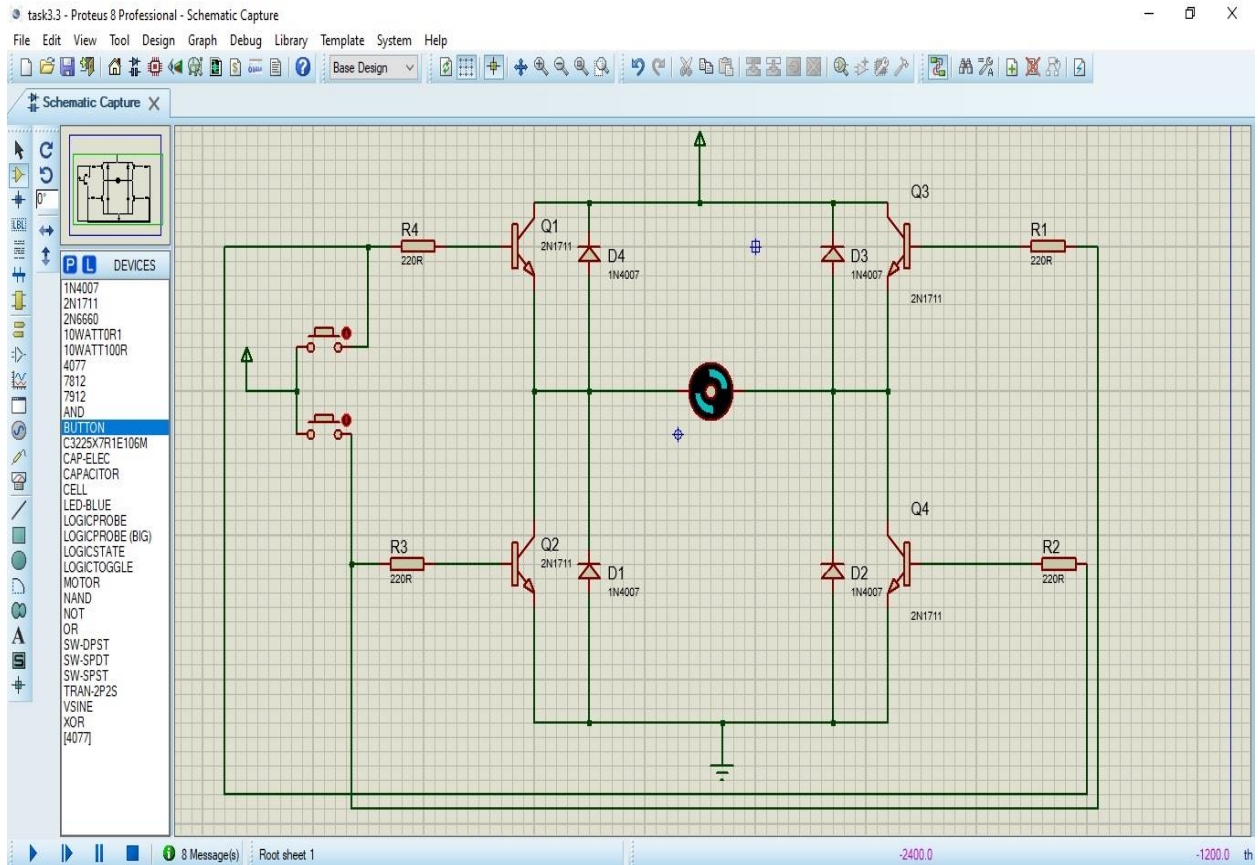 task3.3 - Proteus 8 Professional - Schematic Capture
File Edit View Tool Design Graph Debug Library Template System Help
Base Design
Schematic Capture
0°
LBL
P L DEVICES
1N4007
2N1711
2N6660
10WATT0R1
10WATT100R
4077
7812
7912
AND
BUTTON
C3225X7R1E106M
CAP-ELEC
CAPACITOR
CELL
LED-BLUE
LOGICPROBE
LOGICPROBE (BIG)
LOGICSTATE
LOGICTOGGLE
MOTOR
NAND
NOT
OR
SW-DPST
SW-SPDT
SW-SPST
TRAN-2P2S
VSINE
XOR
[4077]
A
S
R4
220R
Q1
2N1711
D4
1N4007
D3
1N4007
Q3
2N1711
R1
220R
R3
220R
Q2
2N1711
D1
1N4007
D2
1N4007
Q4
2N1711
R2
220R
8 Message(s) Root sheet 1 -2400.0 -1200.0 th